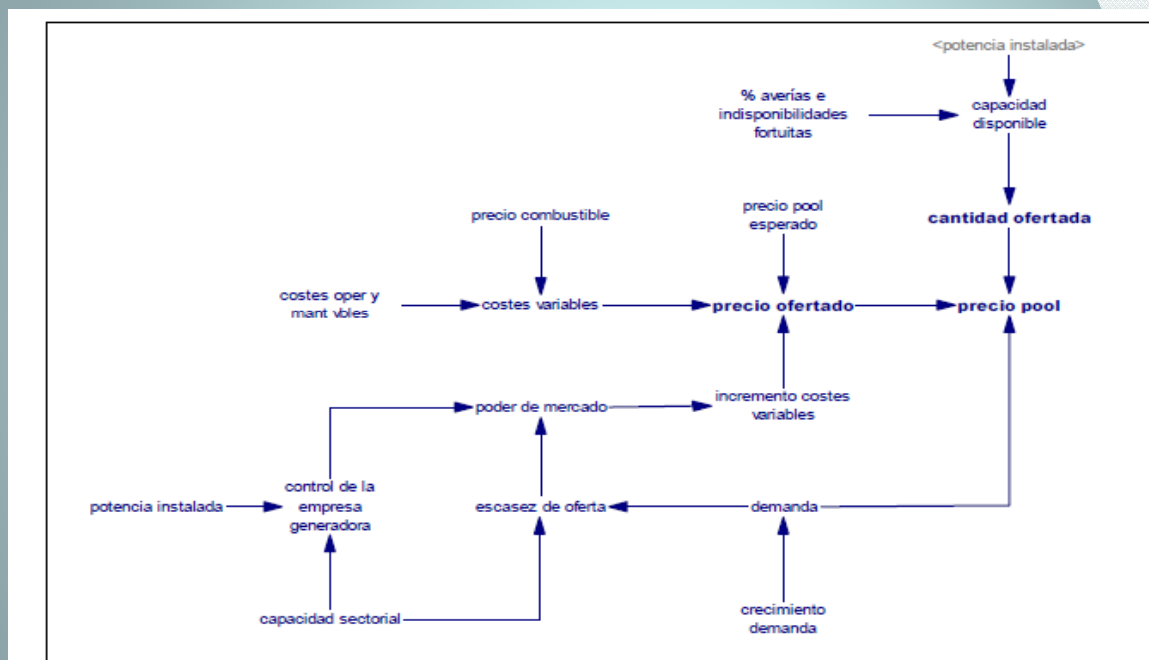 <potencia instalada>
% averías e
indisponibilidades
fortuitas
capacidad
disponible
precio combustible
precio pool
esperado
cantidad ofertada
costes oper y
mant vbles
costes variables
precio ofertado
precio pool
poder de mercado
incremento costes
variables
potencia instalada
control de la
empresa
generadora
escasez de oferta
demanda
capacidad sectorial
crecimiento
demanda